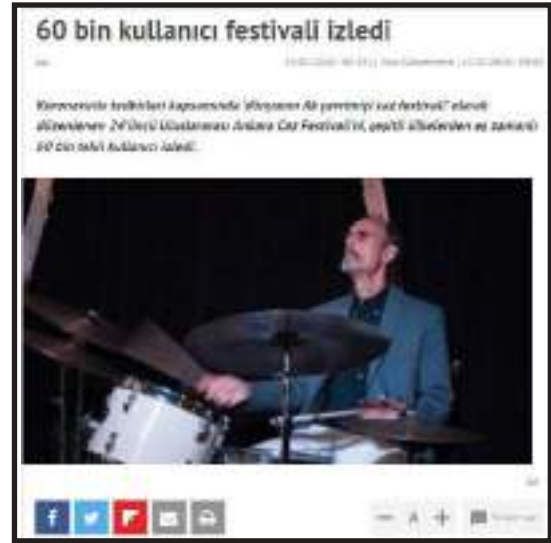 60 bin kullanıcı festivali izledi
Koronavirüs tedbirleri kapsamında 'dünyanın ilk çevrimiçi caz festivali' olarak
düzenlenen 24'üncü Uluslararası Ankara Caz Festivali'ni, çeşitli ülkelerden eş zamanlı
60 bin tekil kullanıcı izledi.
f
A